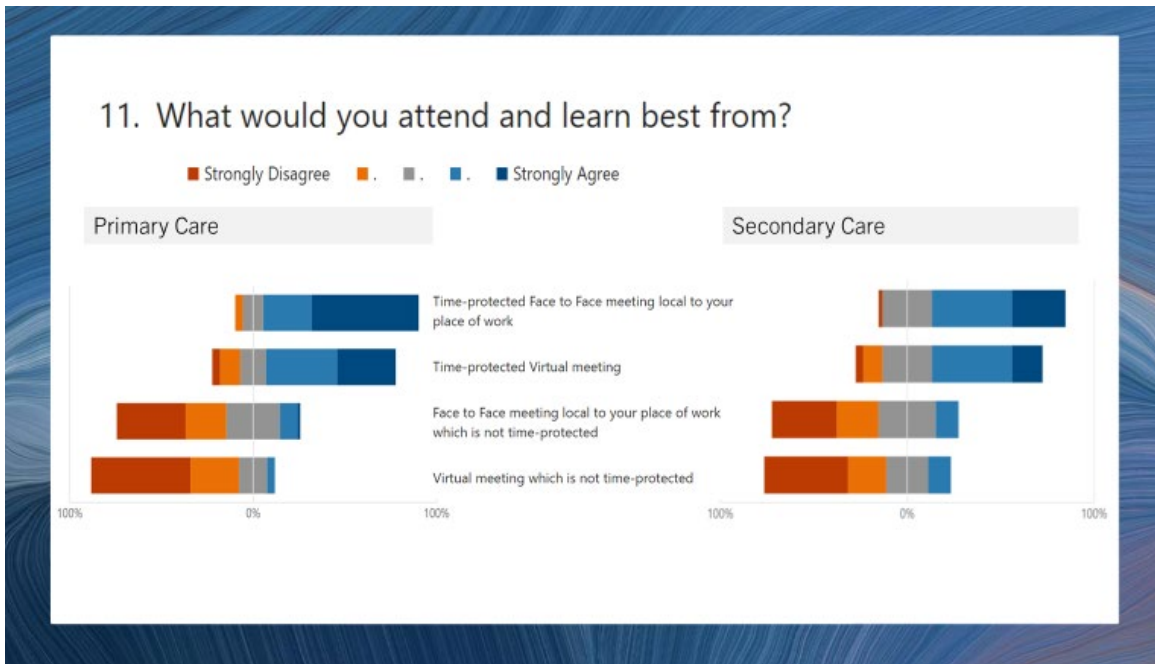 11. What would you attend and learn best from?
Strongly Disagree . . . Strongly Agree
Primary Care
Secondary Care
Time-protected Face to Face meeting local to your
place of work
Time-protected Virtual meeting
Face to Face meeting local to your place of work
which is not time-protected
Virtual meeting which is not time-protected
100% 0% 100%
100% 0% 100%